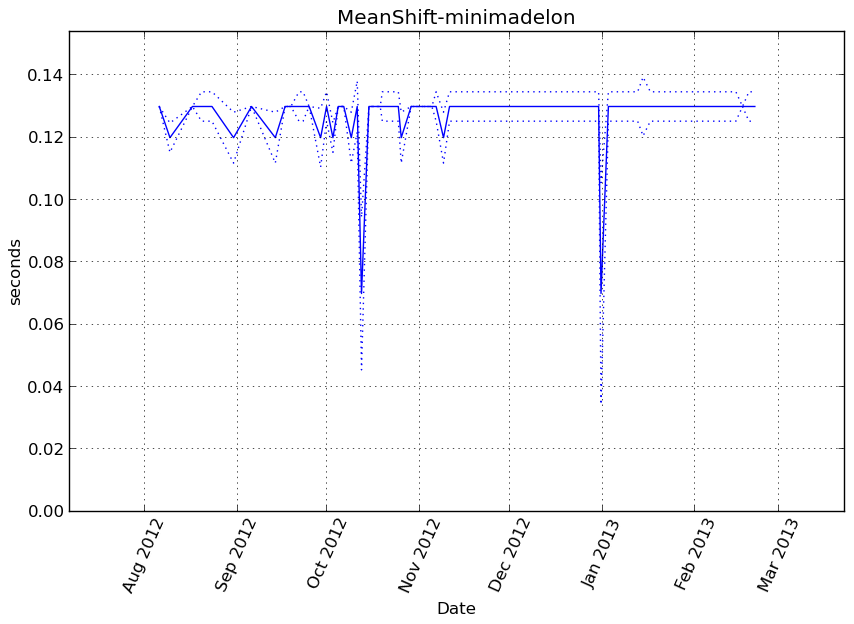 MeanShift-minimadelon
0.14
0.12
0.10
0.08
0.06
0.04
0.02
0.00
seconds
Aug 2012
Sep 2012
Oct 2012
Nov 2012
Dec 2012
Jan 2013
Feb 2013
Mar 2013
Date